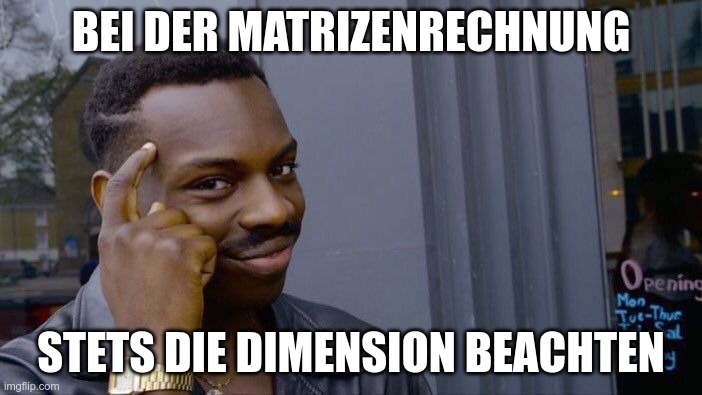 BEI DER MATRIZENRECHNUNG
Opening
Mon
Tue-Thur
STETS DIE DIMENSION BEACHTEN
imgflip.com